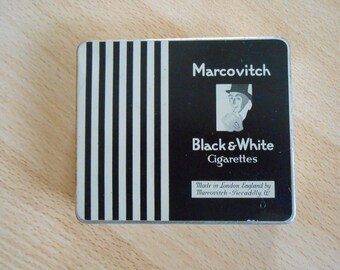 Marcovitch
Black & White
Cigarettes
Made in London England by
Marcovitch - Piccadilly W.